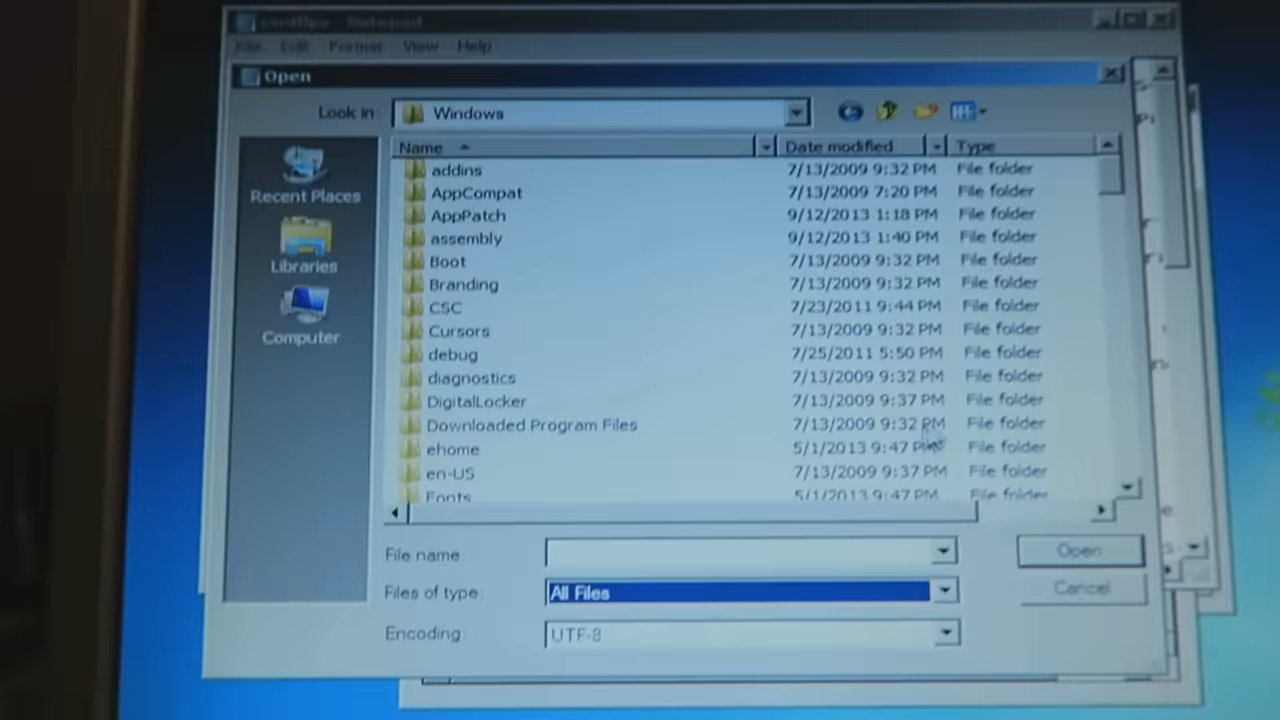 Notepad
File Edit Format View Help
Open
Look in: Windows
Name Date modified Type
addins 7/13/2009 9:32 PM File folder
AppCompat 7/13/2009 7:20 PM File folder
AppPatch 9/12/2013 1:18 PM File folder
assembly 9/12/2013 1:40 PM File folder
Boot 7/13/2009 9:32 PM File folder
Branding 7/13/2009 9:32 PM File folder
CSC 7/23/2011 9:44 PM File folder
Cursors 7/13/2009 9:32 PM File folder
debug 7/25/2011 5:50 PM File folder
diagnostics 7/13/2009 9:32 PM File folder
DigitalLocker 7/13/2009 9:37 PM File folder
Downloaded Program Files 7/13/2009 9:32 PM File folder
ehome 5/1/2013 9:47 PM File folder
en-US 7/13/2009 9:37 PM File folder
Fonts 5/1/2013 9:47 PM File folder
Recent Places
Libraries
Computer
File name:
Files of type: All Files
Encoding: UTF-8
Open
Cancel